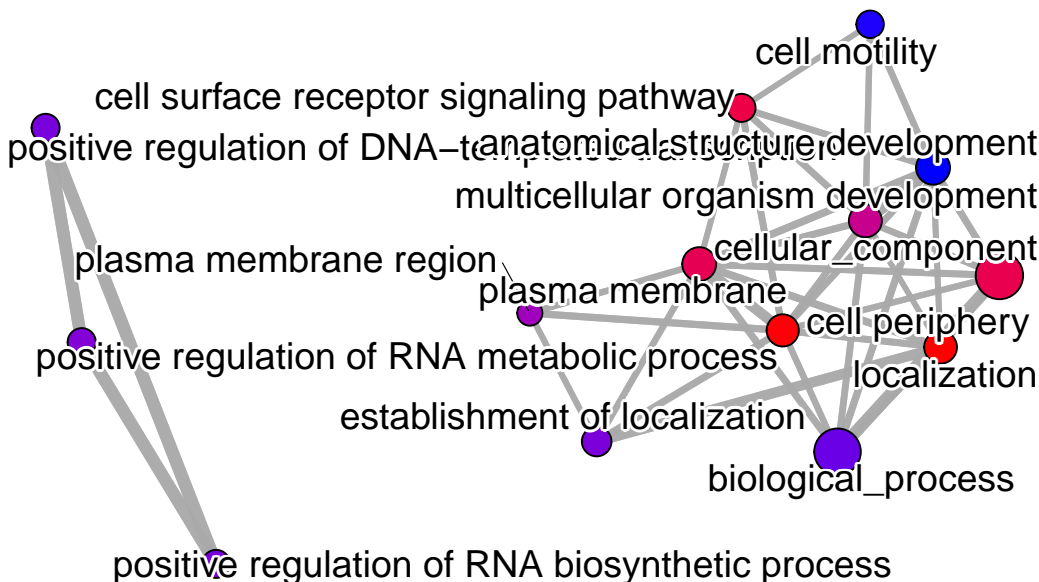 cell motility
cell surface receptor signaling pathway
anatomical structure development
positive regulation of DNA−templated transcription
multicellular organism development
cellular_component
plasma membrane region
plasma membrane
cell periphery
positive regulation of RNA metabolic process
localization
establishment of localization
biological_process
positive regulation of RNA biosynthetic process